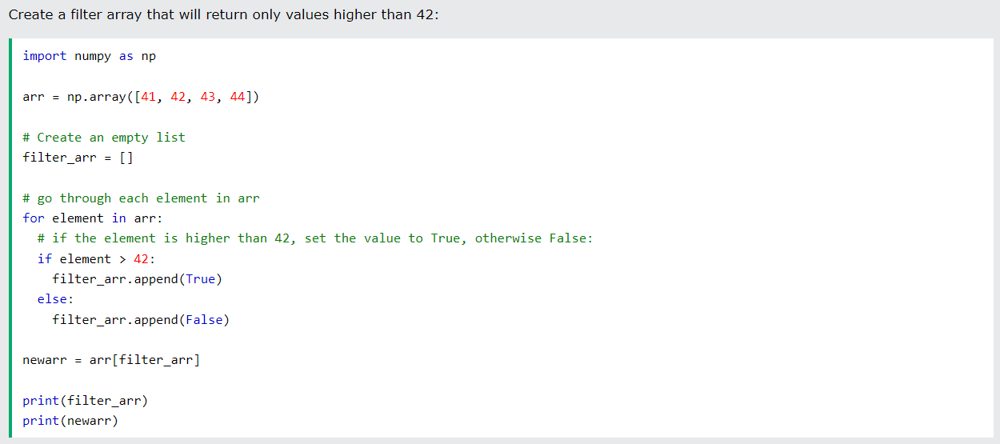 Create a filter array that will return only values higher than 42:
import numpy as np
arr = np.array([41, 42, 43, 44])
# Create an empty list
filter_arr = []
# go through each element in arr
for element in arr:
  # if the element is higher than 42, set the value to True, otherwise False:
  if element > 42:
    filter_arr.append(True)
  else:
    filter_arr.append(False)
newarr = arr[filter_arr]
print(filter_arr)
print(newarr)